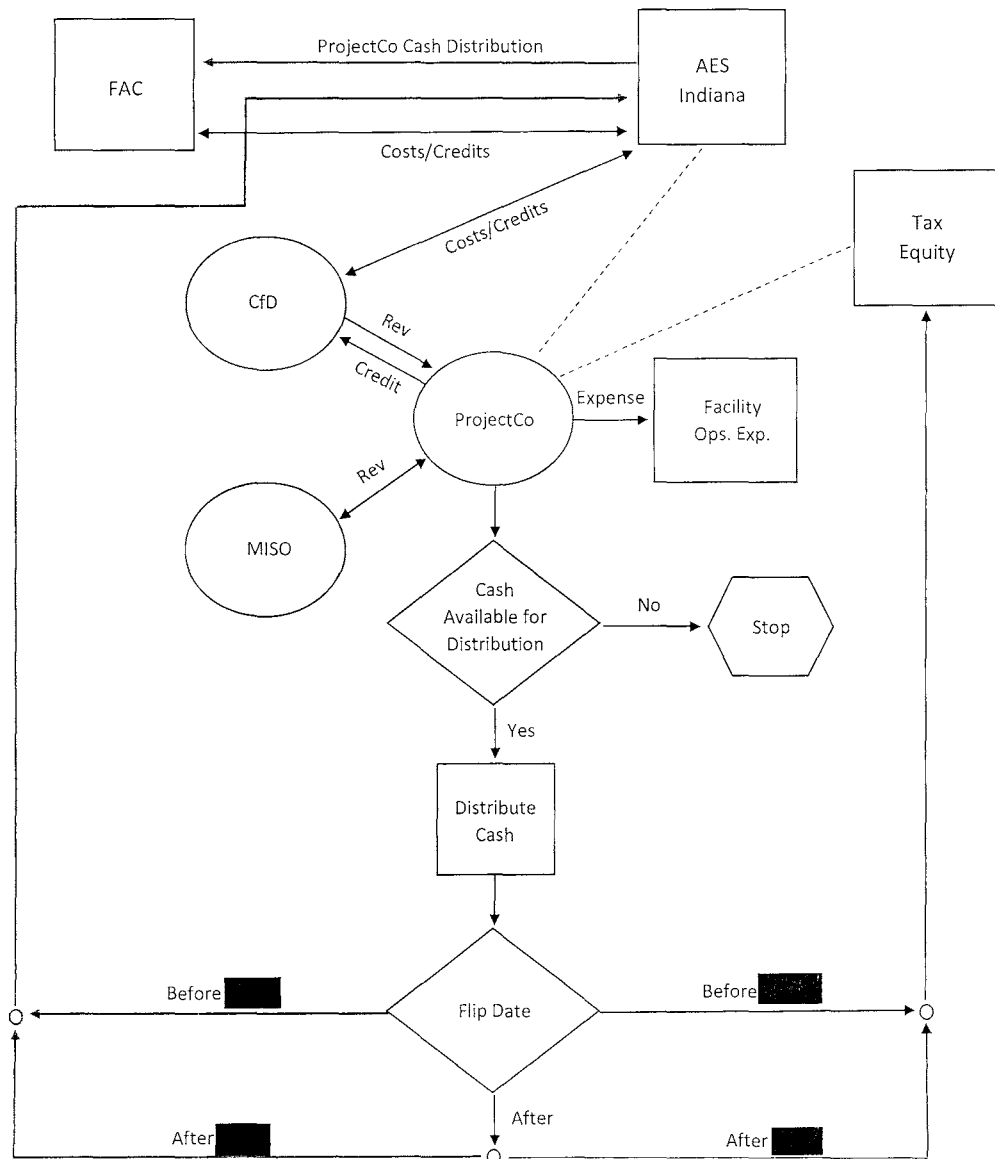 ProjectCo Cash Distribution
FAC
AES
Indiana
Costs/Credits
Costs/Credits
Tax
Equity
CfD
Rev
Credit
ProjectCo
Expense
Facility
Ops. Exp.
Rev
MISO
Cash
Available for
Distribution
No
Stop
Yes
Distribute
Cash
Before
Flip Date
Before
After
After
After